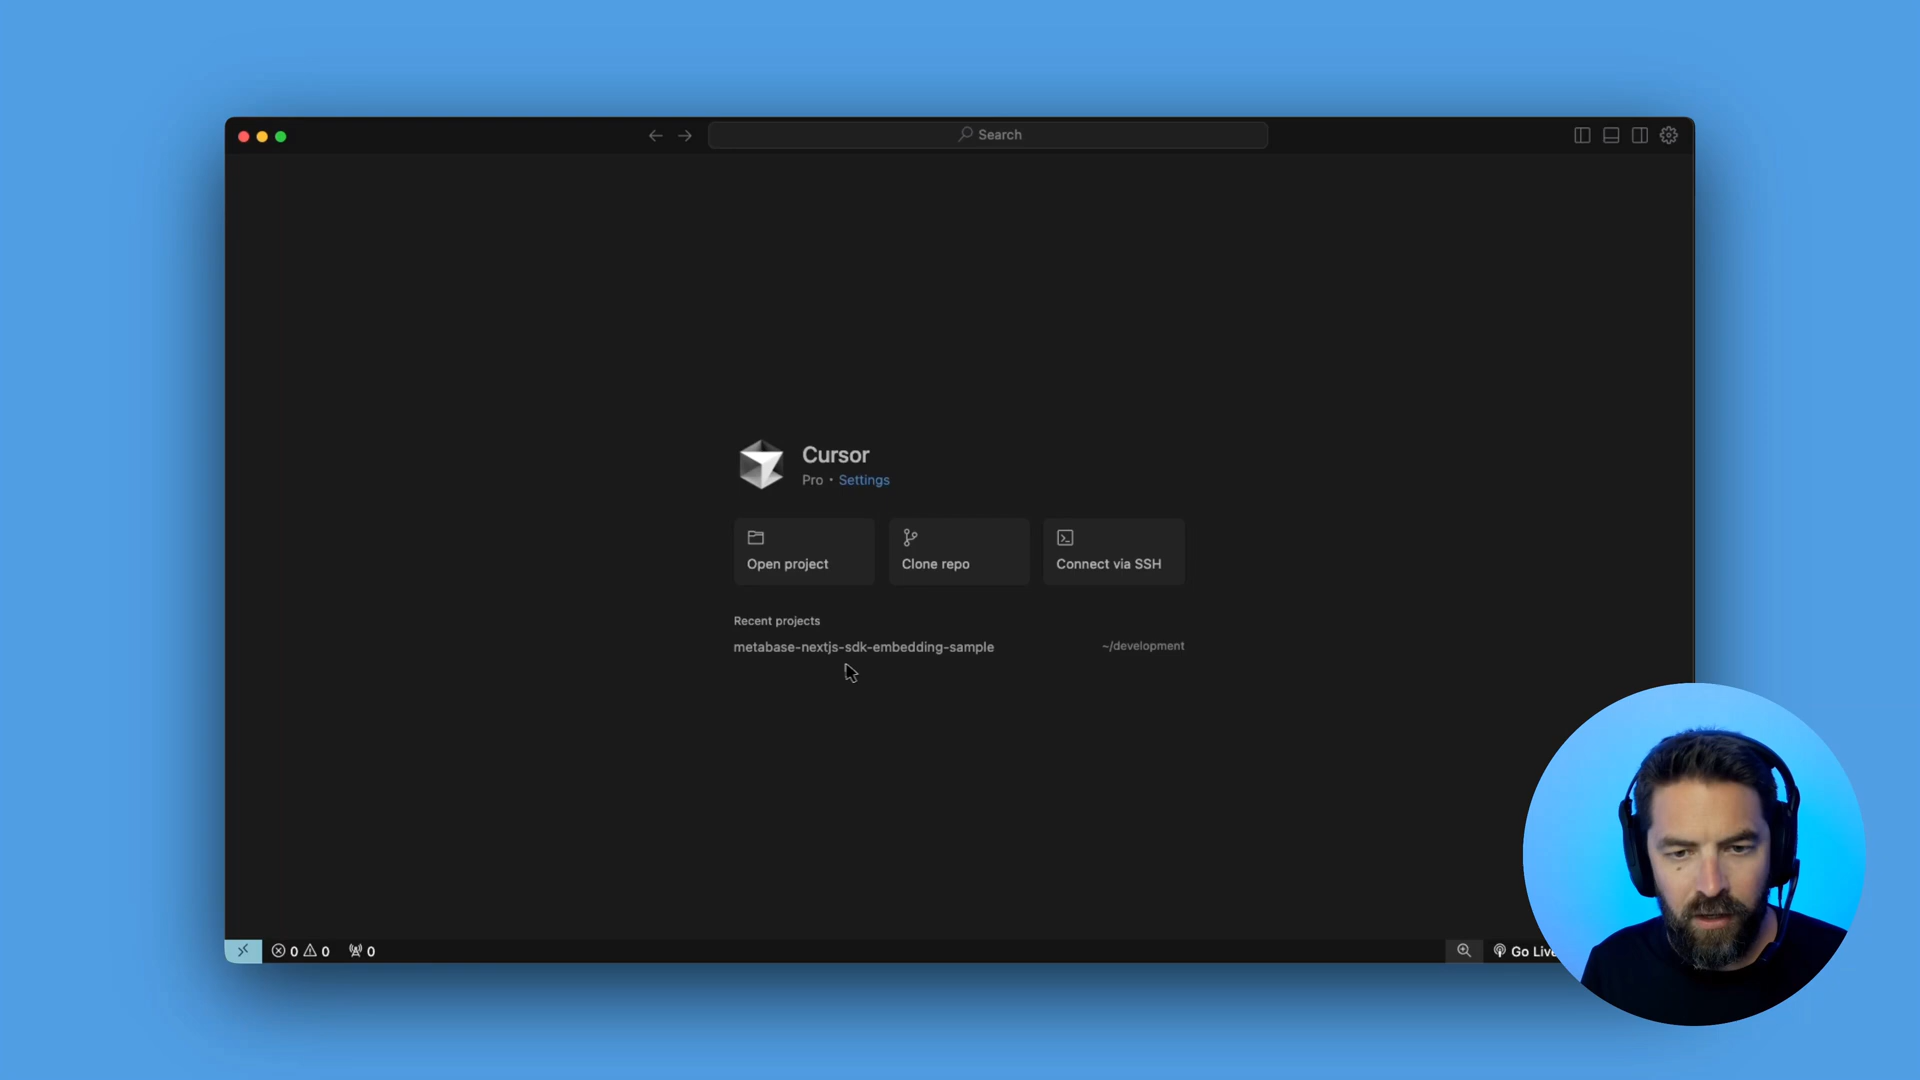 Search
Cursor
Pro • Settings
Open project
Clone repo
Connect via SSH
Recent projects
metabase-nextjs-sdk-embedding-sample ~/development
0 0 0
Go Live